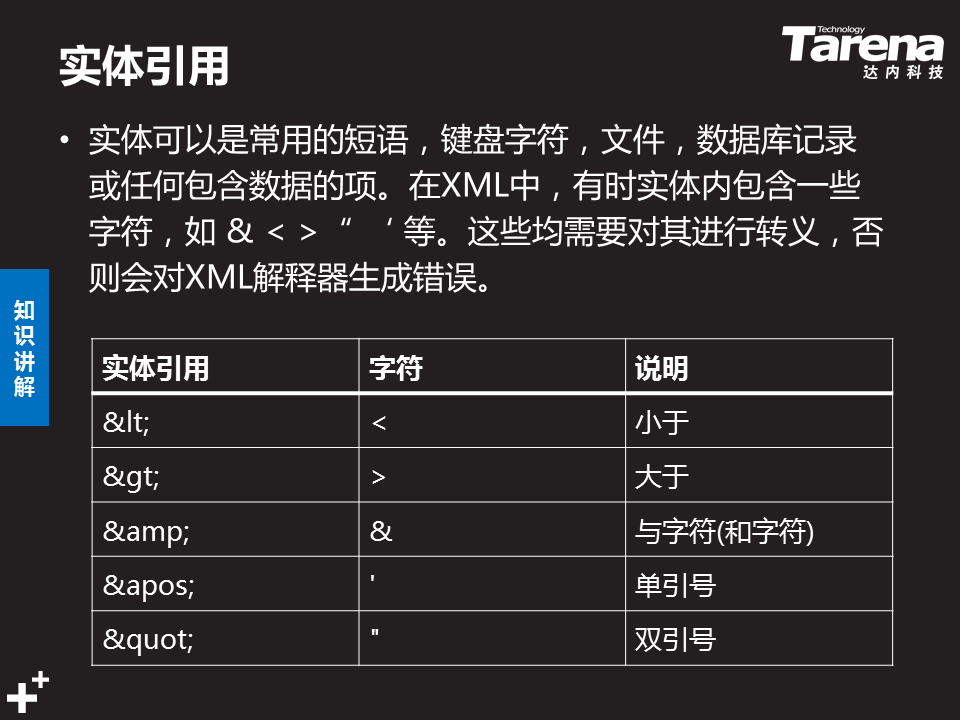 实体引用
Technology
Tarena
达内科技
• 实体可以是常用的短语，键盘字符，文件，数据库记录
或任何包含数据的项。在XML中，有时实体内包含一些
字符，如 & < > “ ‘ 等。这些均需要对其进行转义，否
则会对XML解释器生成错误。
知识讲解
实体引用 字符 说明
&lt; < 小于
&gt; > 大于
&amp; & 与字符(和字符)
&apos; ' 单引号
&quot; " 双引号